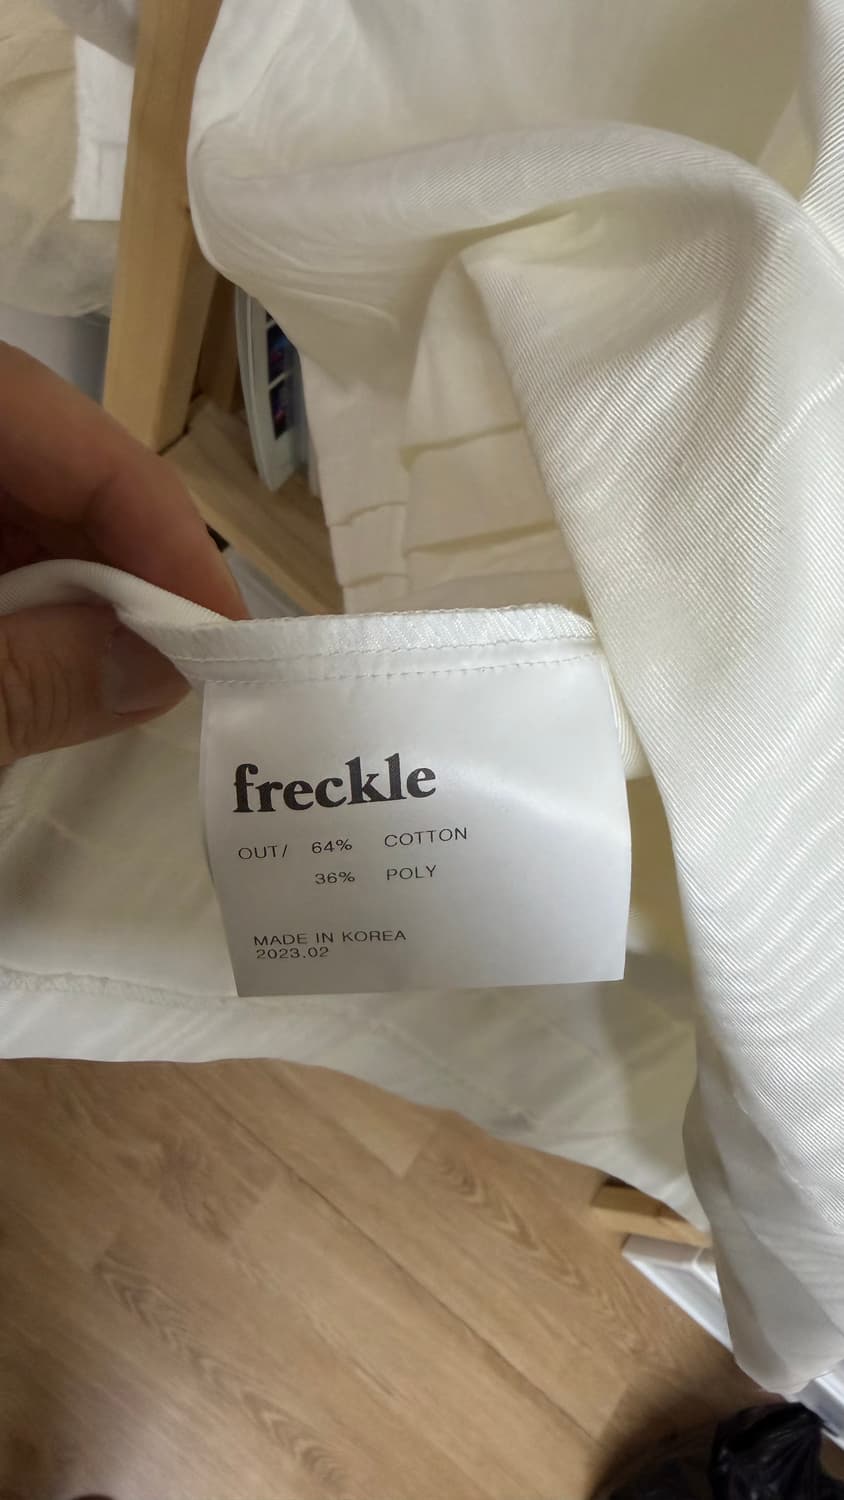 freckle
OUT/ 64% COTTON
36% POLY
MADE IN KOREA
2023.02